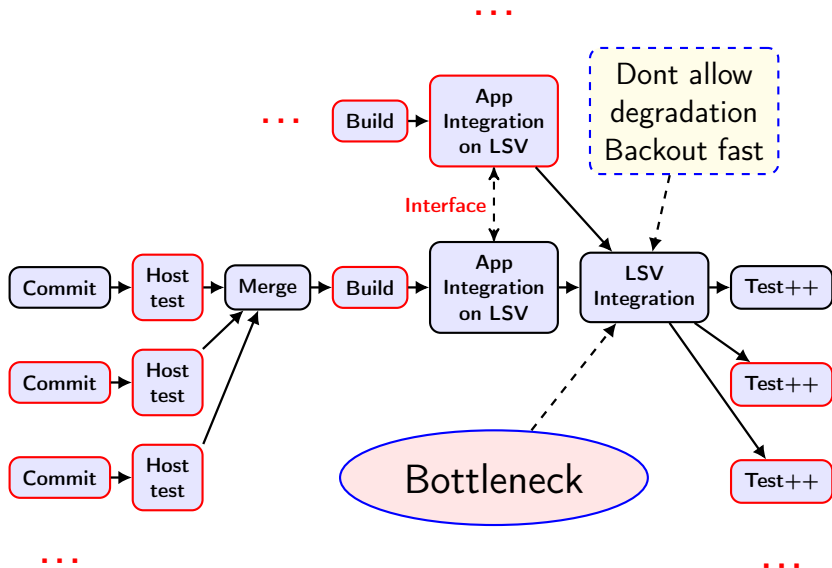 ...
Dont allow
degradation
Backout fast
...
Build
App
Integration
on LSV
Interface
Commit
Host
test
Merge
Build
App
Integration
on LSV
LSV
Integration
Test++
Commit
Host
test
Test++
Commit
Host
test
Bottleneck
Test++
...
...